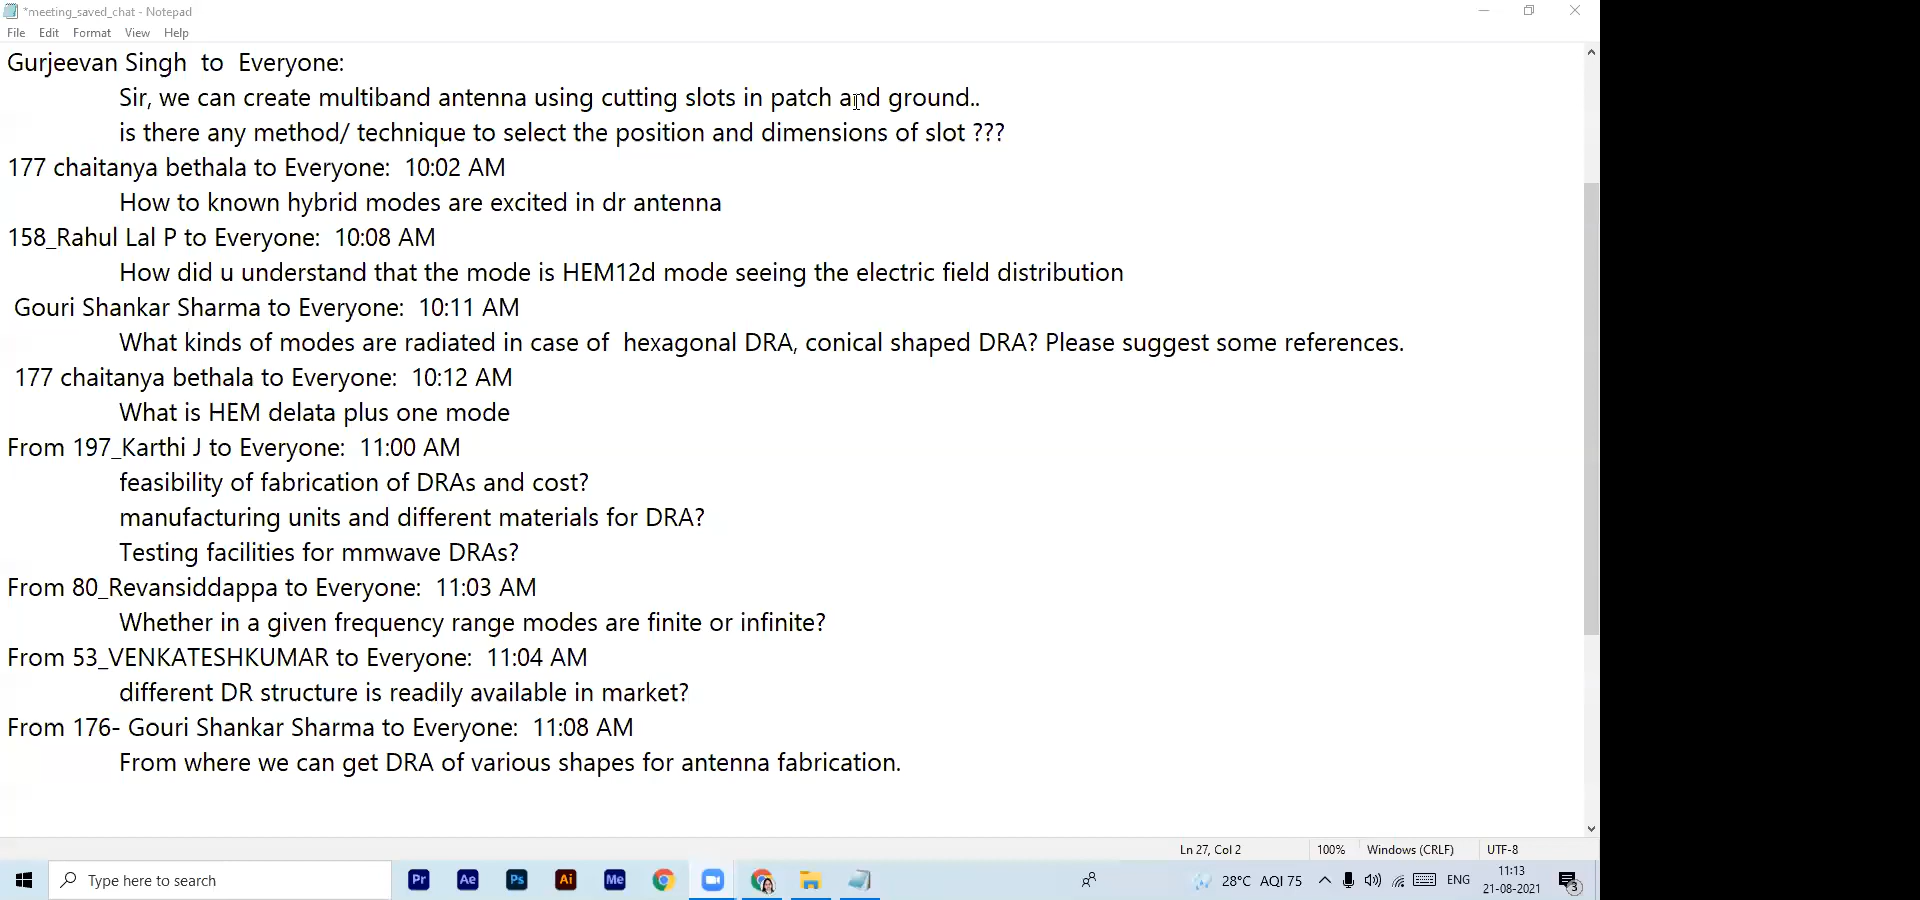 *meeting_saved_chat - Notepad
File Edit Format View Help
Gurjeevan Singh to Everyone:
Sir, we can create multiband antenna using cutting slots in patch and ground..
is there any method/ technique to select the position and dimensions of slot ???
177 chaitanya bethala to Everyone: 10:02 AM
How to known hybrid modes are excited in dr antenna
158_Rahul Lal P to Everyone: 10:08 AM
How did u understand that the mode is HEM12d mode seeing the electric field distribution
Gouri Shankar Sharma to Everyone: 10:11 AM
What kinds of modes are radiated in case of hexagonal DRA, conical shaped DRA? Please suggest some references.
177 chaitanya bethala to Everyone: 10:12 AM
What is HEM delata plus one mode
From 197_Karthi J to Everyone: 11:00 AM
feasibility of fabrication of DRAs and cost?
manufacturing units and different materials for DRA?
Testing facilities for mmwave DRAs?
From 80_Revansiddappa to Everyone: 11:03 AM
Whether in a given frequency range modes are finite or infinite?
From 53_VENKATESHKUMAR to Everyone: 11:04 AM
different DR structure is readily available in market?
From 176- Gouri Shankar Sharma to Everyone: 11:08 AM
From where we can get DRA of various shapes for antenna fabrication.
Ln 27, Col 2 100% Windows (CRLF) UTF-8
Type here to search Pr Ae Ps Ai Me 28°C AQI 75 ENG 11:13
21-08-2021 3